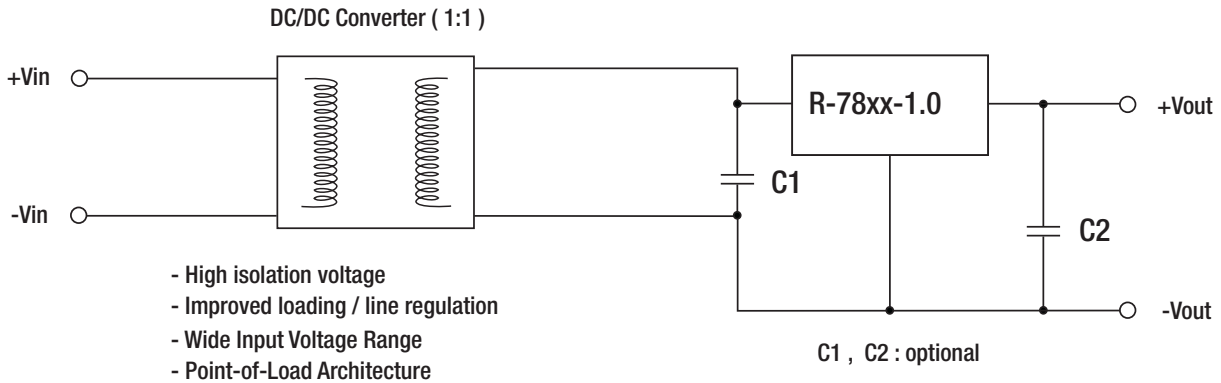 DC/DC Converter ( 1:1 )
+Vin
R-78xx-1.0
+Vout
C1
-Vin
C2
- High isolation voltage
- Improved loading / line regulation
- Wide Input Voltage Range
- Point-of-Load Architecture
-Vout
C1 , C2 : optional